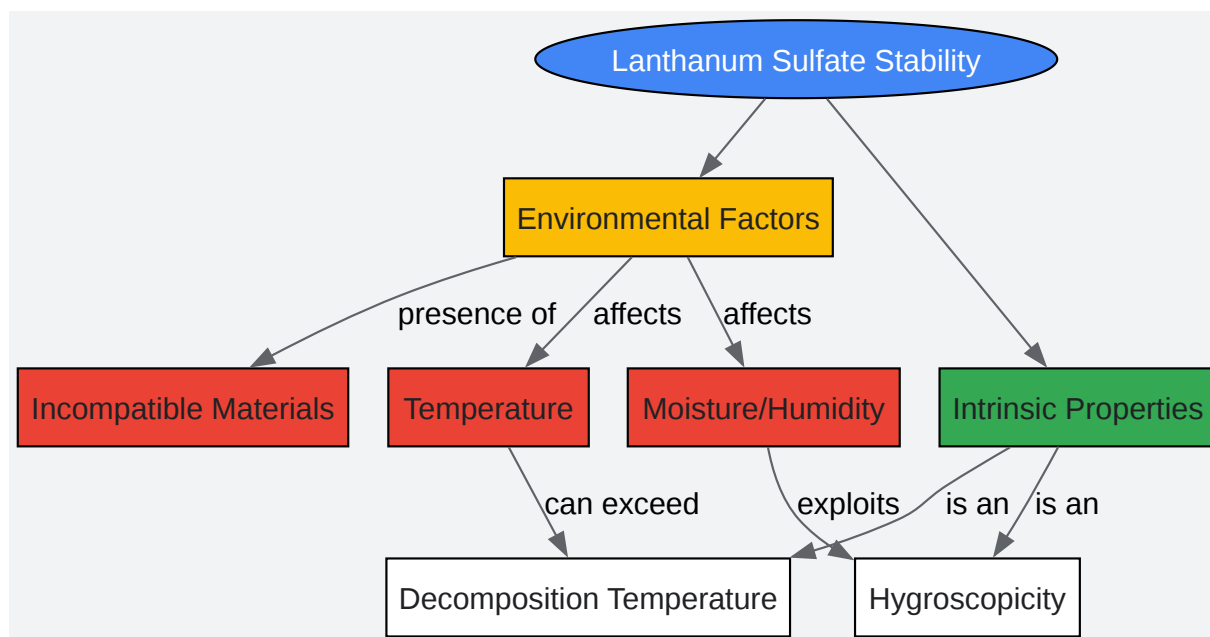 Lanthanum Sulfate Stability
Environmental Factors
presence of
affects
affects
Incompatible Materials
Temperature
Moisture/Humidity
Intrinsic Properties
can exceed
exploits
is an
is an
Decomposition Temperature
Hygroscopicity